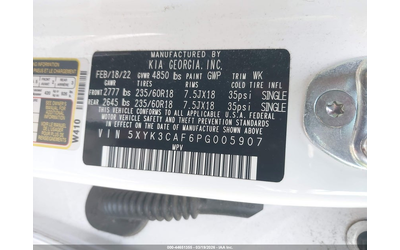 MANUFACTURED BY
KIA GEORGIA, INC.
FEB/18/22 GVWR 4850 lbs PAINT GWP TRIM WK
GAWR TIRES RIMS COLD TIRE INFL
FRONT 2777 lbs 235/60R18 7.5JX18 35psi SINGLE
REAR 2645 lbs 235/60R18 7.5JX18 35psi SINGLE
THIS VEHICLE CONFORMS TO ALL APPLICABLE U.S.A. FEDERAL
MOTOR VEHICLE SAFETY AND THEFT PREVENTION STANDARDS
IN EFFECT ON THE DATE OF MANUFACTURE SHOWN ABOVE.
VIN 5XYK3CAF6PG005907
MPV
W410